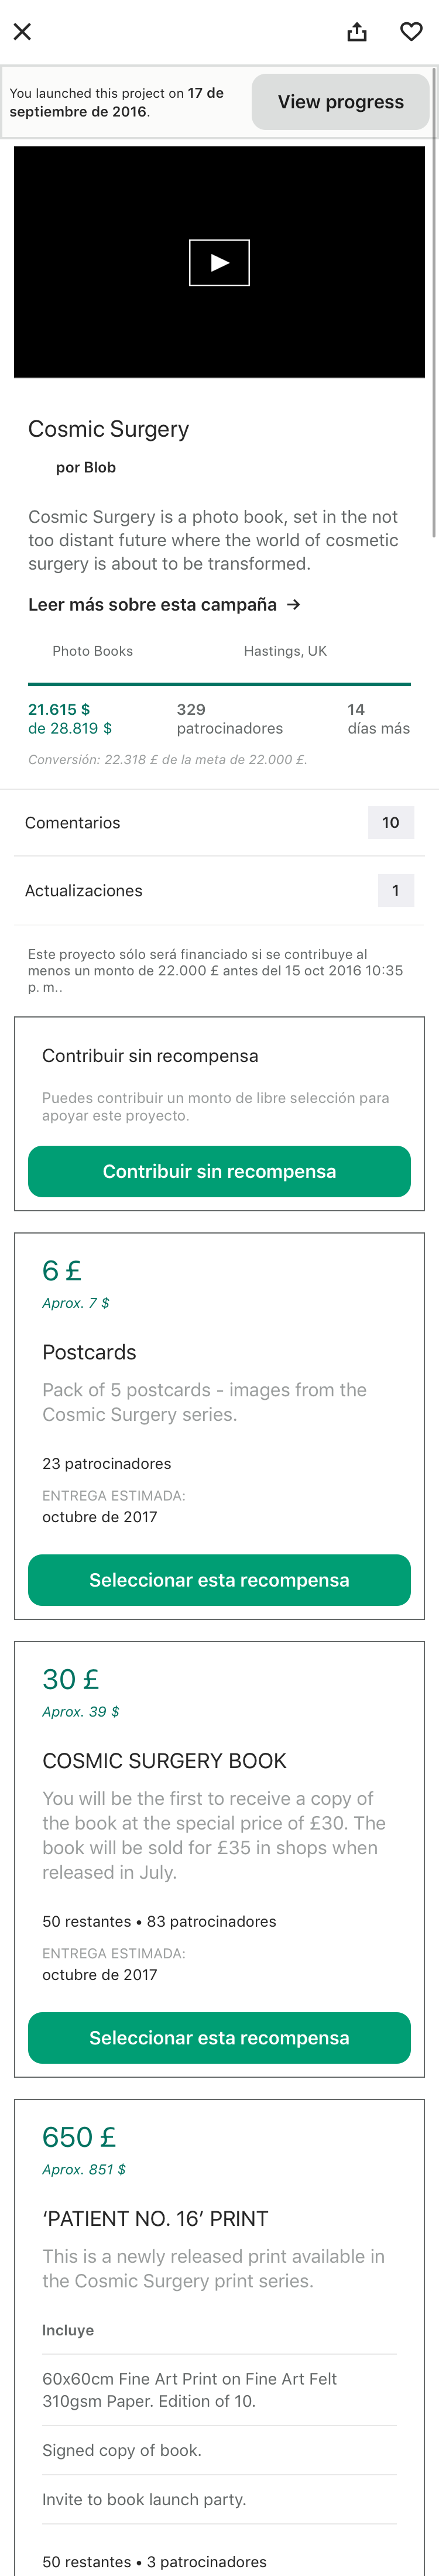 You launched this project on 17 de
septiembre de 2016.
View progress
Cosmic Surgery
por Blob
Cosmic Surgery is a photo book, set in the not
too distant future where the world of cosmetic
surgery is about to be transformed.
Leer más sobre esta campaña →
Photo Books
Hastings, UK
21.615 $
de 28.819 $
329
patrocinadores
14
días más
Conversión: 22.318 £ de la meta de 22.000 £.
Comentarios
10
Actualizaciones
1
Este proyecto sólo será financiado si se contribuye al
menos un monto de 22.000 £ antes del 15 oct 2016 10:35
p. m..
Contribuir sin recompensa
Puedes contribuir un monto de libre selección para
apoyar este proyecto.
Contribuir sin recompensa
6 £
Aprox. 7 $
Postcards
Pack of 5 postcards - images from the
Cosmic Surgery series.
23 patrocinadores
ENTREGA ESTIMADA:
octubre de 2017
Seleccionar esta recompensa
30 £
Aprox. 39 $
COSMIC SURGERY BOOK
You will be the first to receive a copy of
the book at the special price of £30. The
book will be sold for £35 in shops when
released in July.
50 restantes • 83 patrocinadores
ENTREGA ESTIMADA:
octubre de 2017
Seleccionar esta recompensa
650 £
Aprox. 851 $
‘PATIENT NO. 16’ PRINT
This is a newly released print available in
the Cosmic Surgery print series.
Incluye
60x60cm Fine Art Print on Fine Art Felt
310gsm Paper. Edition of 10.
Signed copy of book.
Invite to book launch party.
50 restantes • 3 patrocinadores